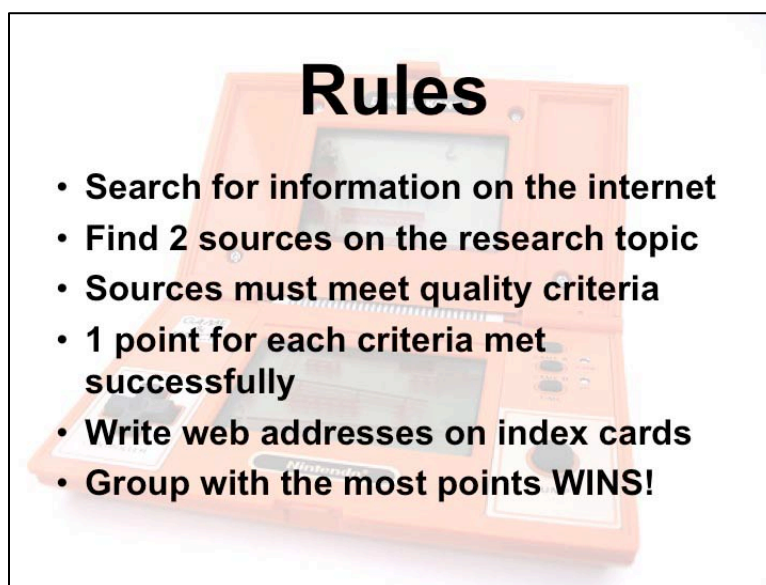 Rules
• Search for information on the internet
• Find 2 sources on the research topic
• Sources must meet quality criteria
• 1 point for each criteria met
successfully
• Write web addresses on index cards
• Group with the most points WINS!
Nintendo